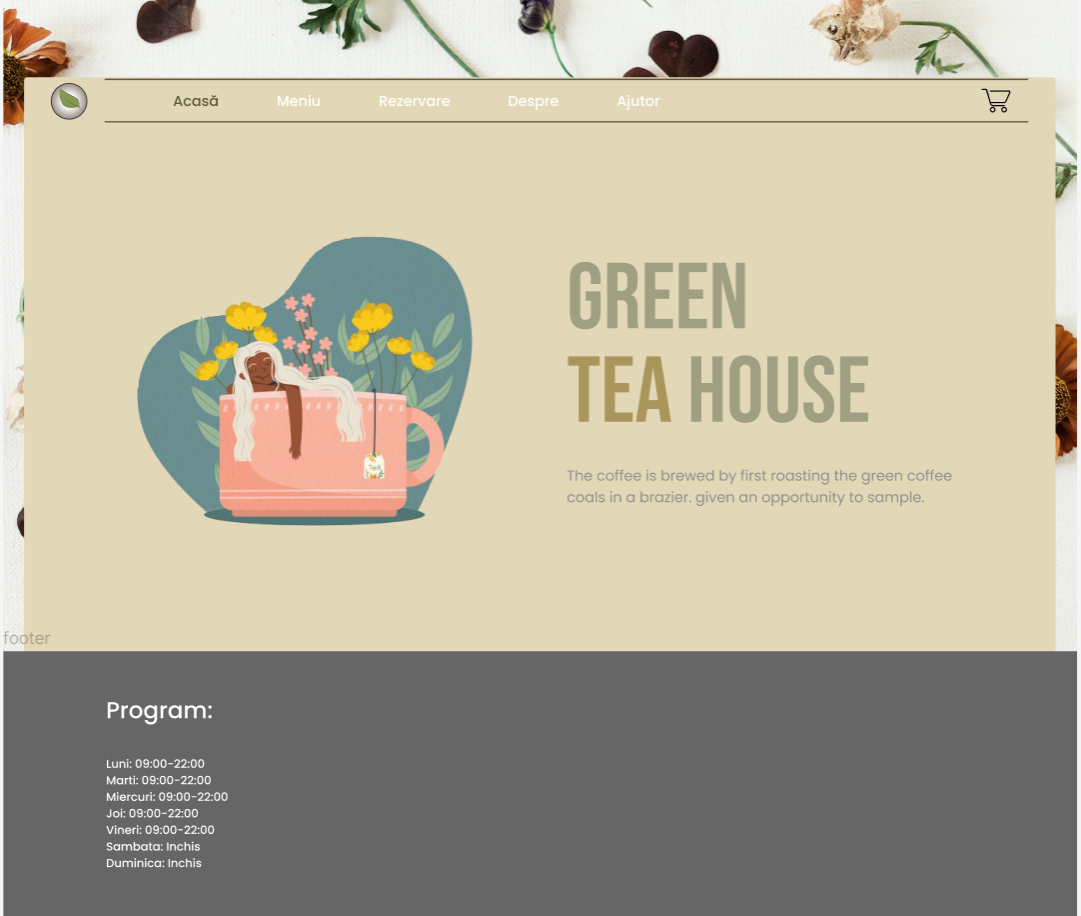 Acasă Meniu Rezervare Despre Ajutor
GREEN
TEA HOUSE
The coffee is brewed by first roasting the green coffee
coals in a brazier. given an opportunity to sample.
Tea
footer
Program:
Luni: 09:00-22:00
Marti: 09:00-22:00
Miercuri: 09:00-22:00
Joi: 09:00-22:00
Vineri: 09:00-22:00
Sambata: Inchis
Duminica: Inchis